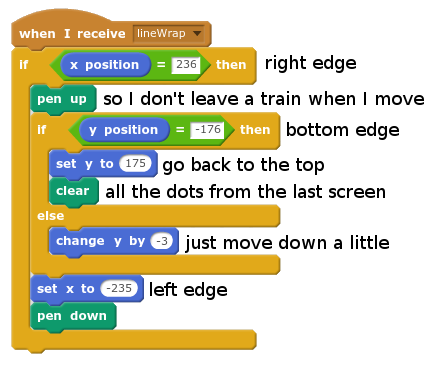 when I receive lineWrap
if x position = 236 then right edge
pen up so I don't leave a train when I move
if y position = -176 then bottom edge
set y to 175 go back to the top
clear all the dots from the last screen
else
change y by -3 just move down a little
set x to -235 left edge
pen down